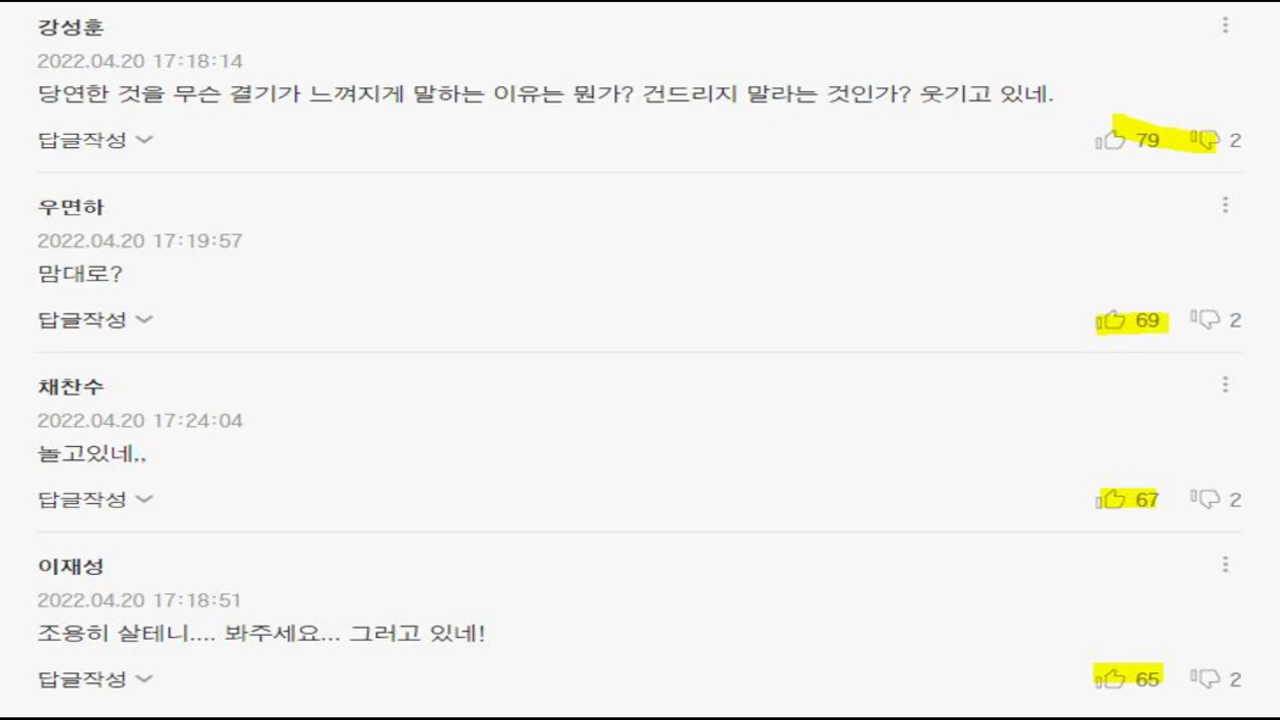 강성훈
2022.04.20 17:18:14
당연한 것을 무슨 결기가 느껴지게 말하는 이유는 뭔가? 건드리지 말라는 것인가? 웃기고 있네.
답글작성 79 2
우면하
2022.04.20 17:19:57
맘대로?
답글작성 69 2
채찬수
2022.04.20 17:24:04
놀고있네,,
답글작성 67 2
이재성
2022.04.20 17:18:51
조용히 살테니.... 봐주세요... 그러고 있네!
답글작성 65 2